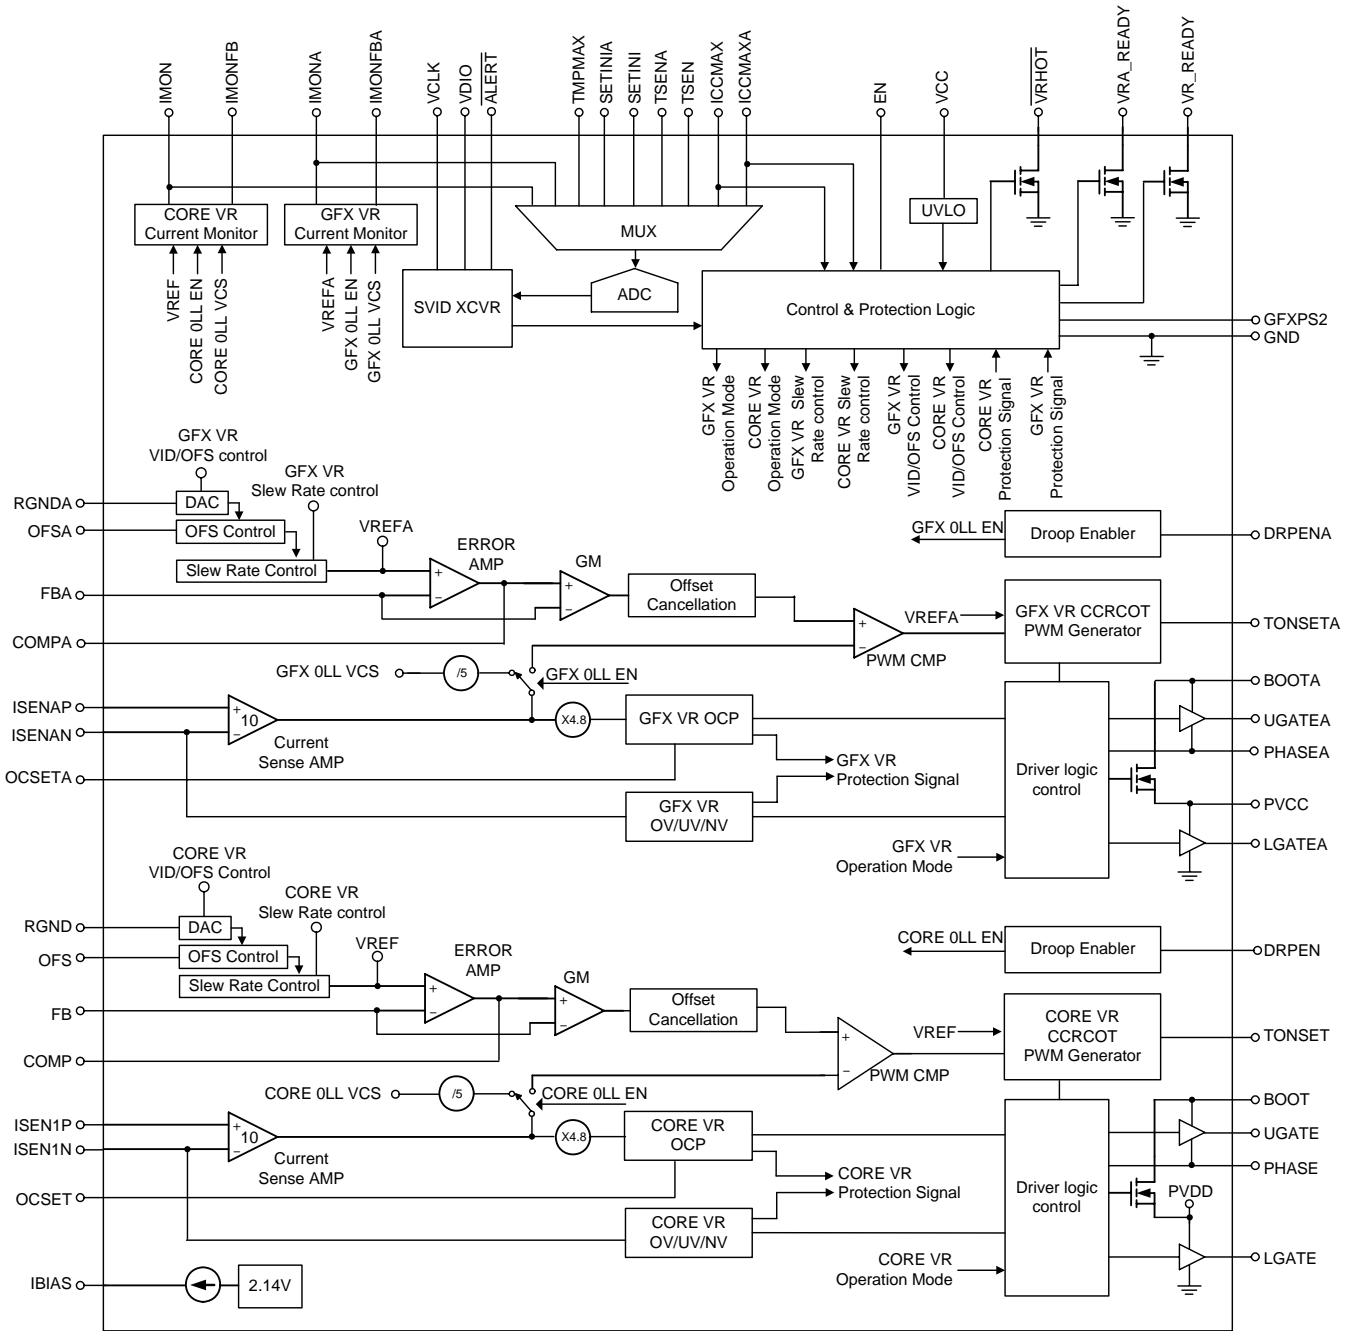 IMON
IMONFB
IMONA
IMONFBA
VCLK
VDIO
ALERT
TMPMAX
SETINIA
SETINI
TSENA
TSEN
ICCMAX
ICCMAXA
EN
VCC
VRHOT
VRA_READY
VR_READY
CORE VR
Current Monitor
GFX VR
Current Monitor
MUX
UVLO
VREF
CORE 0LL EN
CORE 0LL VCS
VREFA
GFX 0LL EN
GFX 0LL VCS
SVID XCVR
ADC
Control & Protection Logic
GFXPS2
GND
GFX VR
Operation Mode
CORE VR
Operation Mode
GFX VR Slew
Rate control
CORE VR Slew
Rate control
GFX VR
VID/OFS Control
CORE VR
VID/OFS Control
CORE VR
Protection Signal
GFX VR
Protection Signal
GFX VR
VID/OFS control
GFX VR
Slew Rate control
RGNDA
DAC
OFSA
OFS Control
VREFA
Slew Rate Control
ERROR
AMP
+
−
GM
+
−
Offset
Cancellation
GFX 0LL EN
Droop Enabler
DRPENA
FBA
COMPA
+
−
PWM CMP
VREFA
GFX VR CCRCOT
PWM Generator
TONSETA
GFX 0LL VCS
/5
GFX 0LL EN
BOOTA
ISENAP
ISENAN
+
−
10
Current
Sense AMP
X4.8
GFX VR OCP
UGATEA
PHASEA
OCSETA
GFX VR
Protection Signal
Driver logic
control
PVCC
GFX VR
OV/UV/NV
GFX VR
Operation Mode
LGATEA
CORE VR
VID/OFS Control
CORE VR
Slew Rate control
RGND
DAC
OFS
OFS Control
VREF
Slew Rate Control
ERROR
AMP
+
−
GM
+
−
Offset
Cancellation
CORE 0LL EN
Droop Enabler
DRPEN
FB
COMP
+
−
PWM CMP
VREF
CORE VR
CCRCOT
PWM Generator
TONSET
CORE 0LL VCS
/5
CORE 0LL EN
BOOT
ISEN1P
ISEN1N
+
−
10
Current
Sense AMP
X4.8
CORE VR
OCP
UGATE
PHASE
OCSET
CORE VR
Protection Signal
Driver logic
control
PVDD
CORE VR
OV/UV/NV
CORE VR
Operation Mode
LGATE
IBIAS
2.14V